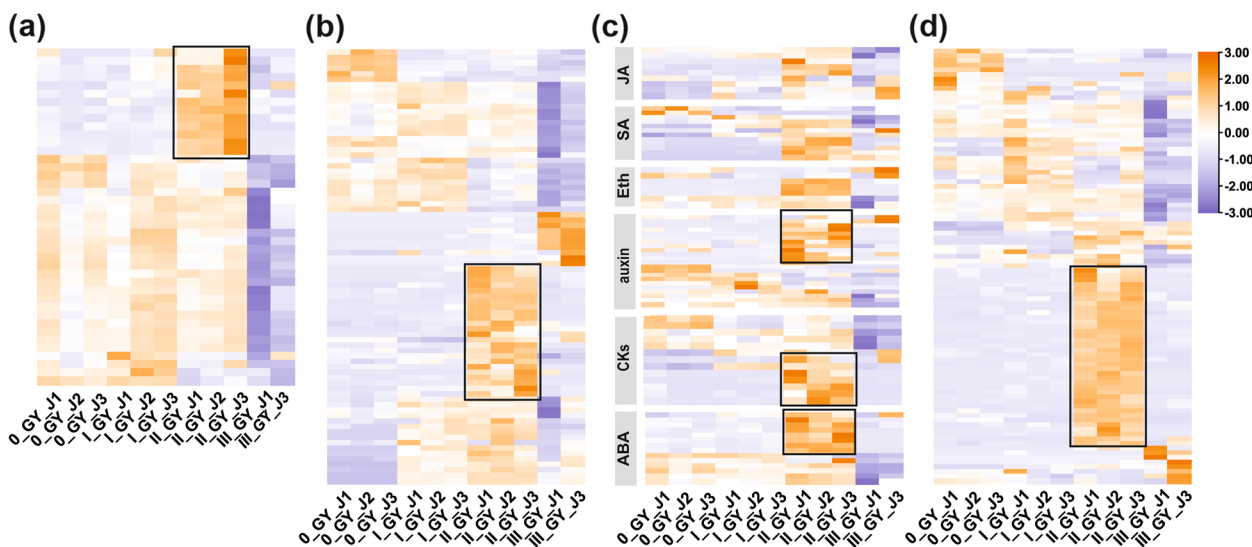 (a)
(b)
(c)
(d)
JA
SA
Eth
auxin
CKs
ABA
3.00
2.00
1.00
0.00
-1.00
-2.00
-3.00
0_GY_J1
0_GY_J2
0_GY_J3
I_GY_J1
I_GY_J2
I_GY_J3
II_GY_J1
II_GY_J2
II_GY_J3
III_GY_J1
III_GY_J3
0_GY_J1
0_GY_J2
0_GY_J3
I_GY_J1
I_GY_J2
I_GY_J3
II_GY_J1
II_GY_J2
II_GY_J3
III_GY_J1
III_GY_J3
0_GY_J1
0_GY_J2
0_GY_J3
I_GY_J1
I_GY_J2
I_GY_J3
II_GY_J1
II_GY_J2
II_GY_J3
III_GY_J1
III_GY_J3
0_GY_J1
0_GY_J2
0_GY_J3
I_GY_J1
I_GY_J2
I_GY_J3
II_GY_J1
II_GY_J2
II_GY_J3
III_GY_J1
III_GY_J3